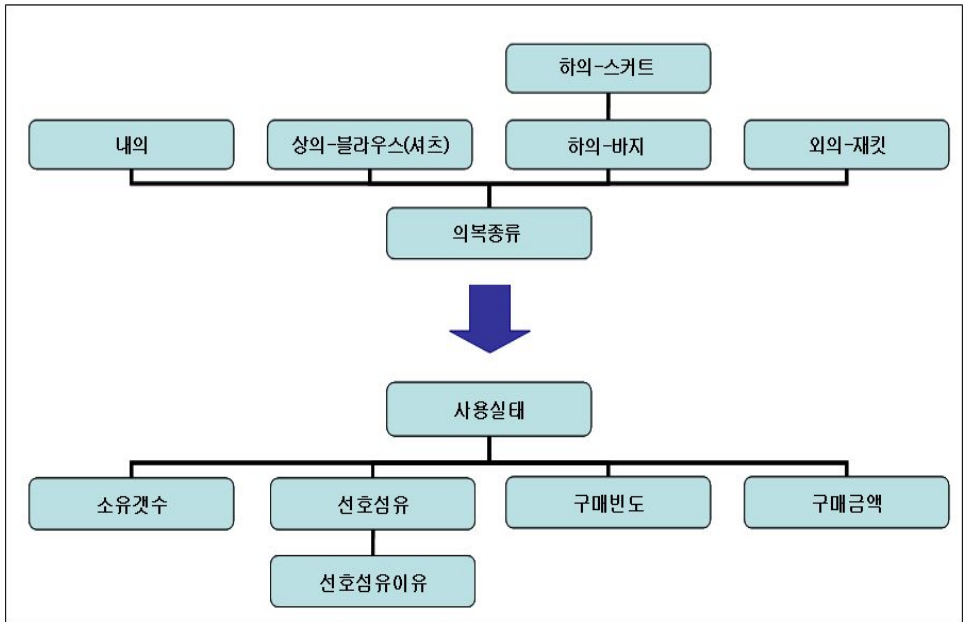 하의-스커트
내의
상의-블라우스(셔츠)
하의-바지
외의-재킷
의복종류
사용실태
소유갯수
선호섬유
구매빈도
구매금액
선호섬유이유